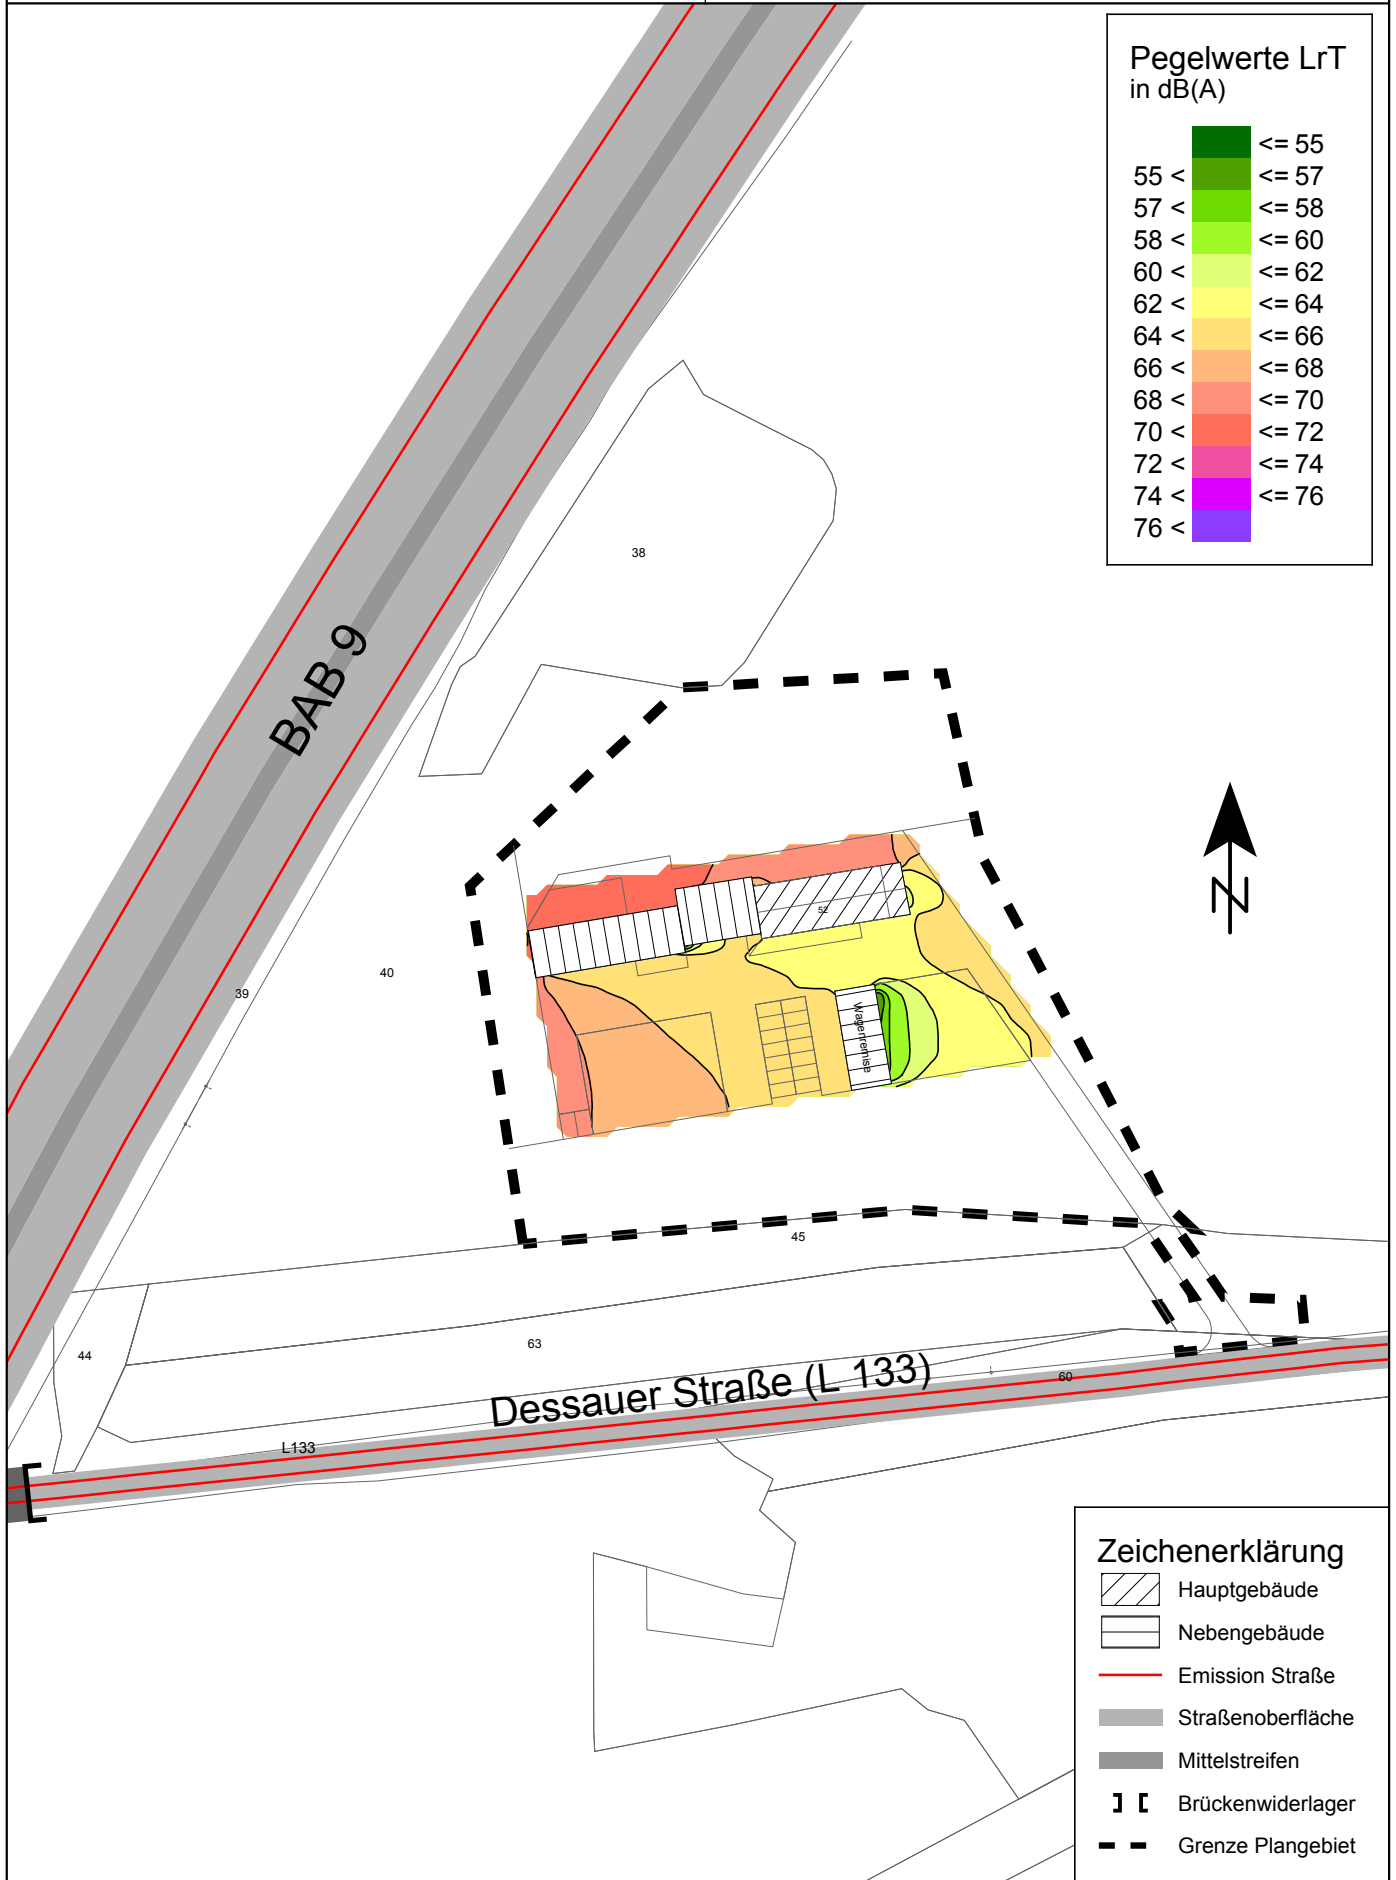 Pegelwerte LrT
in dB(A)
<= 55
55 < <= 57
57 < <= 58
58 < <= 60
60 < <= 62
62 < <= 64
64 < <= 66
66 < <= 68
68 < <= 70
70 < <= 72
72 < <= 74
74 < <= 76
76 <
38
BAB 9
N
52
40
39
Wagenremise
45
44
63
Dessauer Straße (L 133)
60
L133
Zeichenerklärung
Hauptgebäude
Nebengebäude
Emission Straße
Straßenoberfläche
Mittelstreifen
Brückenwiderlager
Grenze Plangebiet